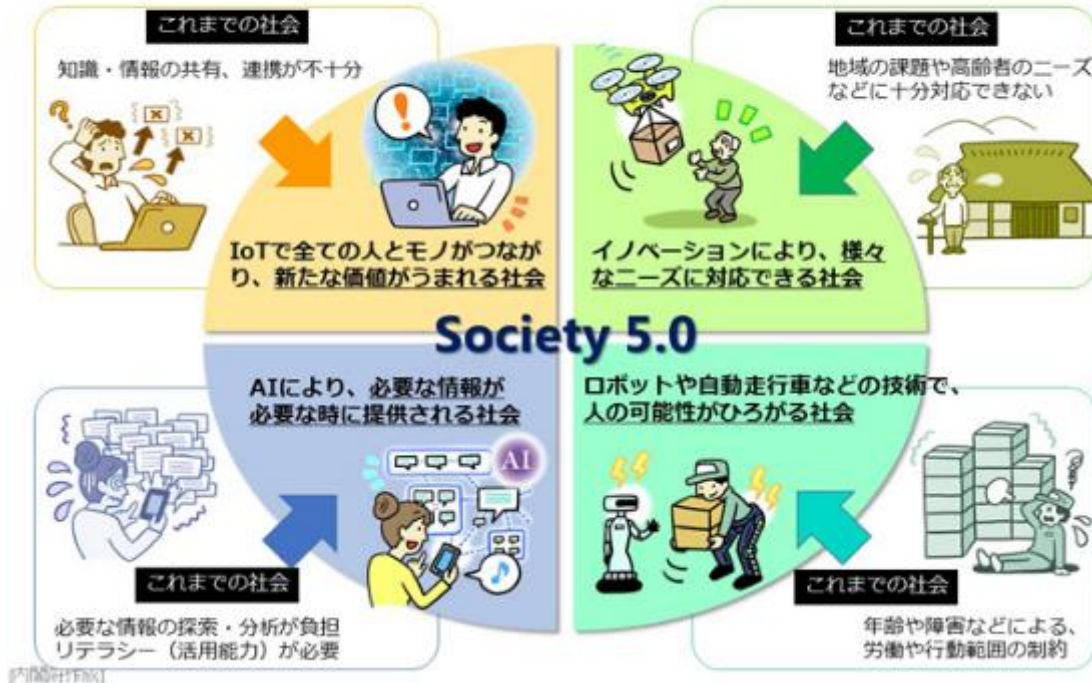 これまでの社会
知識・情報の共有、連携が不十分
IoTで全ての人とモノがつなが
り、新たな価値がうまれる社会
これまでの社会
地域の課題や高齢者のニーズ
などに十分対応できない
イノベーションにより、様々
なニーズに対応できる社会
Society 5.0
AIにより、必要な情報が
必要な時に提供される社会
AI
これまでの社会
必要な情報の探索・分析が負担
リテラシー（活用能力）が必要
ロボットや自動走行車などの技術で、
人の可能性がひろがる社会
これまでの社会
年齢や障害などによる、
労働や行動範囲の制約
[内閣府作成]